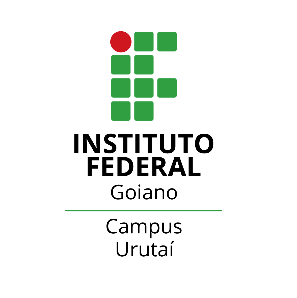 INSTITUTO
FEDERAL
Goiano
Campus
Urutaí